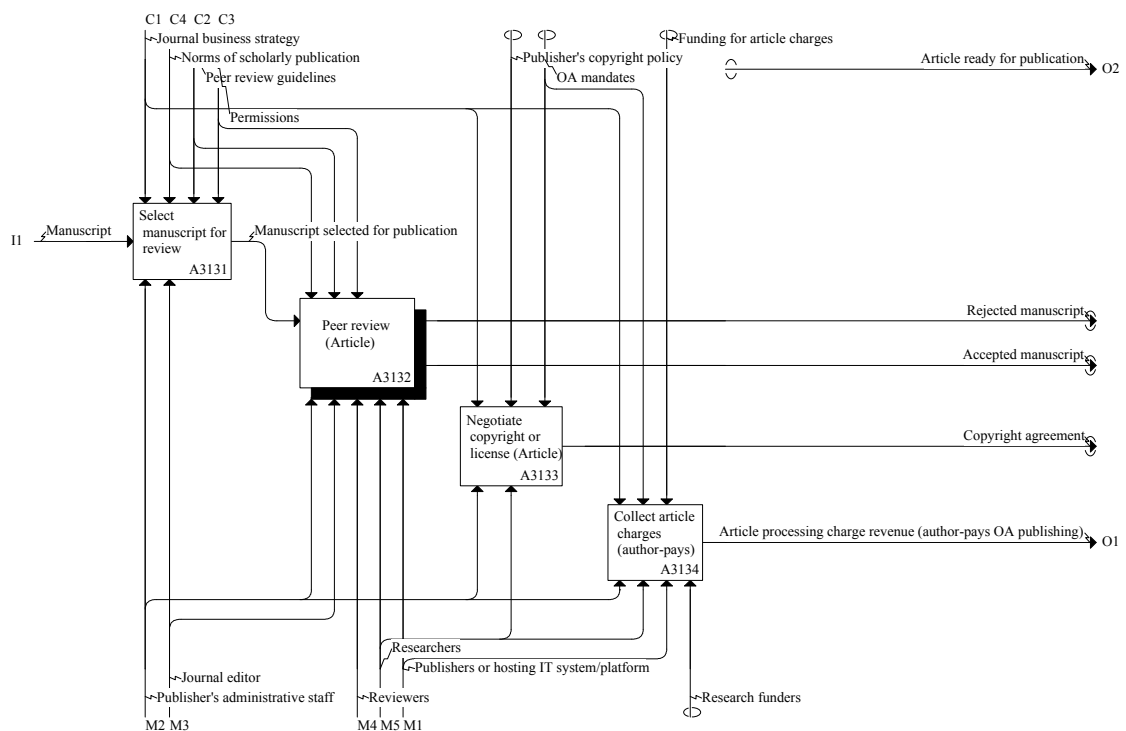 C1 C4 C2 C3
Journal business strategy
Norms of scholarly publication
Peer review guidelines
Permissions
Publisher's copyright policy
OA mandates
Funding for article charges
Article ready for publication
O2
I1
Manuscript
Select
manuscript for
review
A3131
Manuscript selected for publication
Peer review
(Article)
A3132
Rejected manuscript
Accepted manuscript
Negotiate
copyright or
license (Article)
A3133
Copyright agreement
Collect article
charges
(author-pays)
A3134
Article processing charge revenue (author-pays OA publishing)
O1
Researchers
Publishers or hosting IT system/platform
Journal editor
Publisher's administrative staff
Reviewers
Research funders
M2 M3
M4 M5 M1